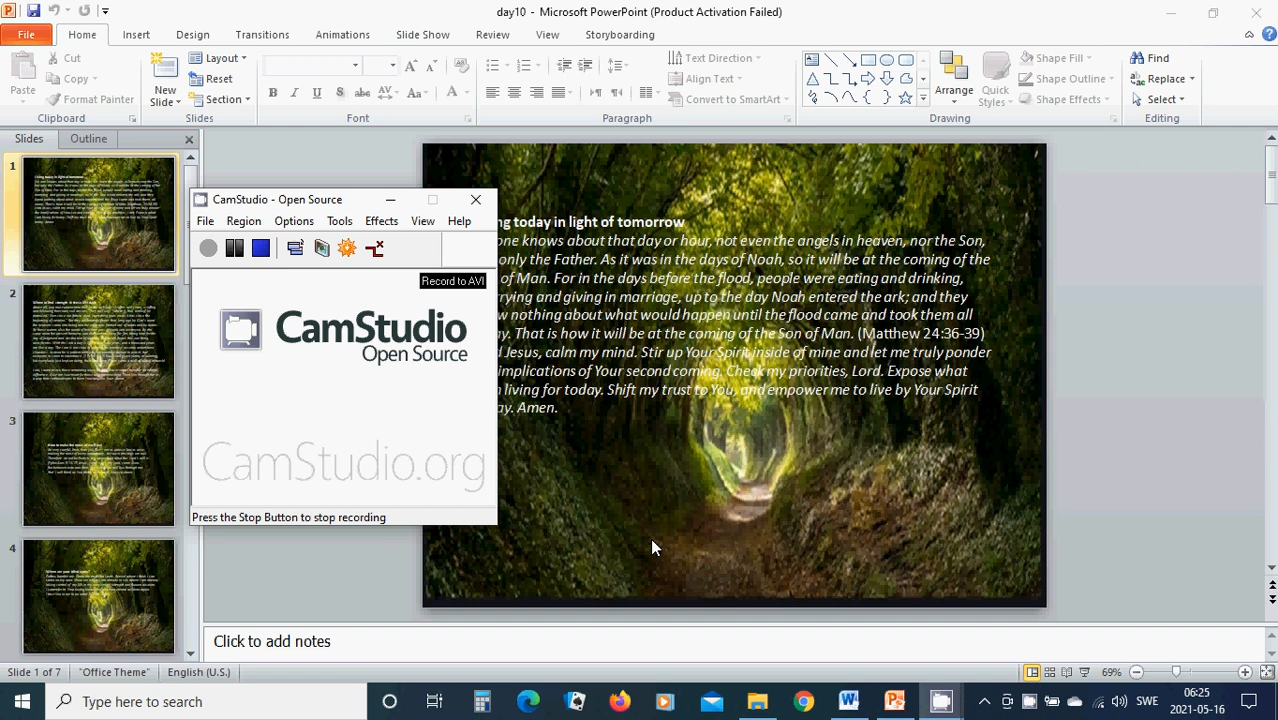 day10 - Microsoft PowerPoint (Product Activation Failed)
File Home Insert Design Transitions Animations Slide Show Review View Storyboarding
Paste
Cut
Copy
Format Painter
Clipboard
New
Slide
Layout
Reset
Section
Slides
B I U S abc AV Aa A
Font
Text Direction
Align Text
Convert to SmartArt
Paragraph
Arrange
Quick
Styles
Shape Fill
Shape Outline
Shape Effects
Drawing
Find
Replace
Select
Editing
Slides Outline
1
2
3
4
CamStudio - Open Source
File Region Options Tools Effects View Help
Record to AVI
CamStudio
Open Source
CamStudio.org
Press the Stop Button to stop recording
today in light of tomorrow
one knows about that day or hour, not even the angels in heaven, nor the Son,
only the Father. As it was in the days of Noah, so it will be at the coming of the
of Man. For in the days before the flood, people were eating and drinking,
and giving in marriage, up to the day Noah entered the ark; and they
about what would happen until the flood came and took them all
how it will be at the coming of the Son of Man. (Matthew 24:36-39)
on my mind. Stir up Your Spirit inside of me and let me truly ponder
of Your second coming. Check my priorities, Lord. Expose what
living for today. Shift my trust to You, and empower me to live by Your Spirit
Amen.
Click to add notes
Slide 1 of 7 "Office Theme" English (U.S.) 69%
Type here to search
SWE
06:25
2021-05-16